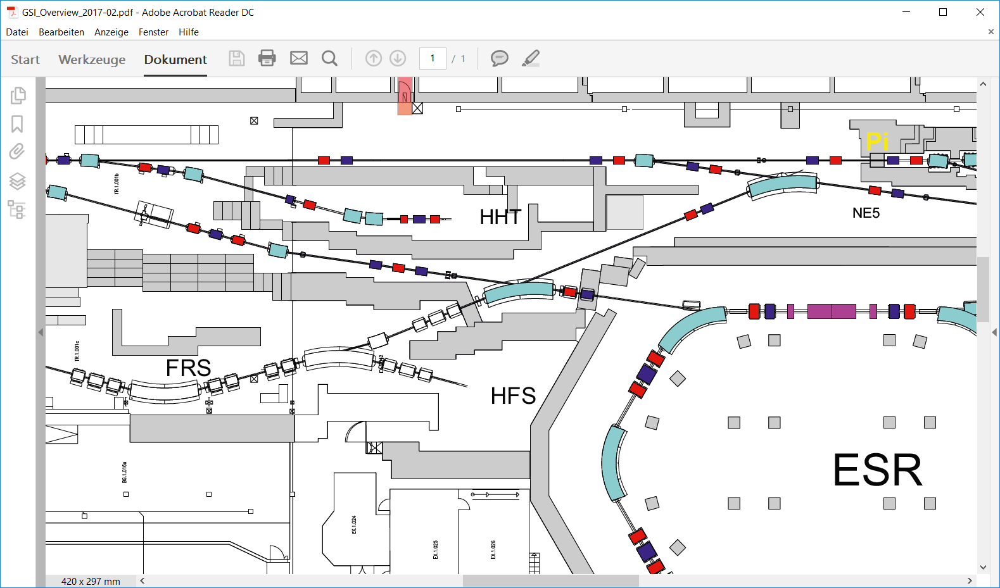 GSI_Overview_2017-02.pdf - Adobe Acrobat Reader DC
Datei Bearbeiten Anzeige Fenster Hilfe
Start Werkzeuge Dokument 1 / 1
Pi
TR.1.001b
HHT
NE5
TR.1.001c
FRS
HFS
ESR
BG.1.016a
EX.1.024
EX.1.025
EX.1.026
420 x 297 mm